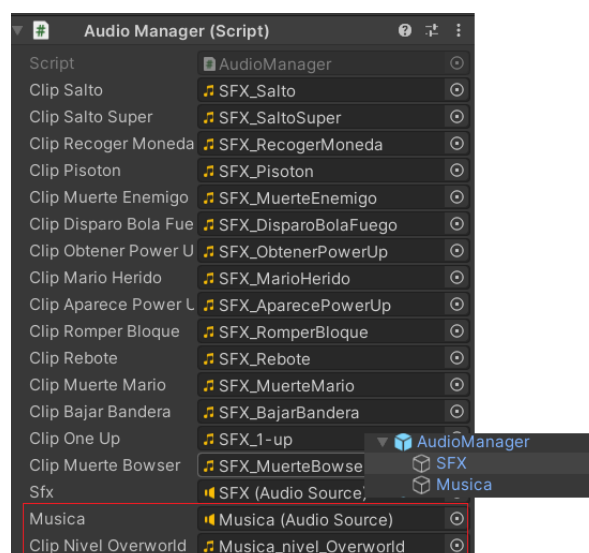 # Audio Manager (Script)
Script # AudioManager
Clip Salto SFX_Salto
Clip Salto Super SFX_SaltoSuper
Clip Recoger Moneda SFX_RecogerMoneda
Clip Pisoton SFX_Pisoton
Clip Muerte Enemigo SFX_MuerteEnemigo
Clip Disparo Bola Fue SFX_DisparoBolaFuego
Clip Obtener Power U SFX_ObtenerPowerUp
Clip Mario Herido SFX_MarioHerido
Clip Aparece Power U SFX_AparecePowerUp
Clip Romper Bloque SFX_RomperBloque
Clip Rebote SFX_Rebote
Clip Muerte Mario SFX_MuerteMario
Clip Bajar Bandera SFX_BajarBandera
Clip One Up SFX_1-up
AudioManager
Clip Muerte Bowser SFX_MuerteBowse
SFX
Sfx SFX (Audio Source)
Musica
Musica Musica (Audio Source)
Clip Nivel Overworld Musica_nivel_Overworld